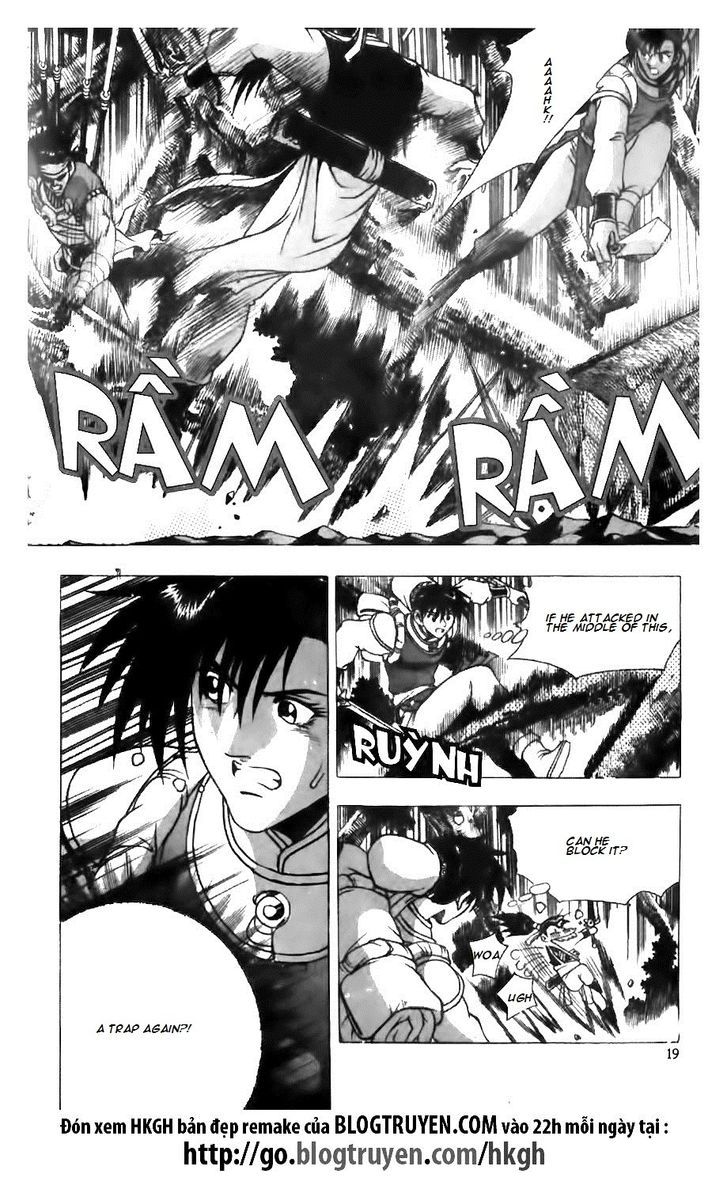 AAAAHK!!
RẦM
RẦM
IF HE ATTACKED IN
THE MIDDLE OF THIS,
RUỲNH
CAN HE
BLOCK IT?
WOA
UGH
A TRAP AGAIN?!
19
Đón xem HKGH bản đẹp remake của BLOGTRUYEN.COM vào 22h mỗi ngày tại :
http://go.blogtruyen.com/hkgh